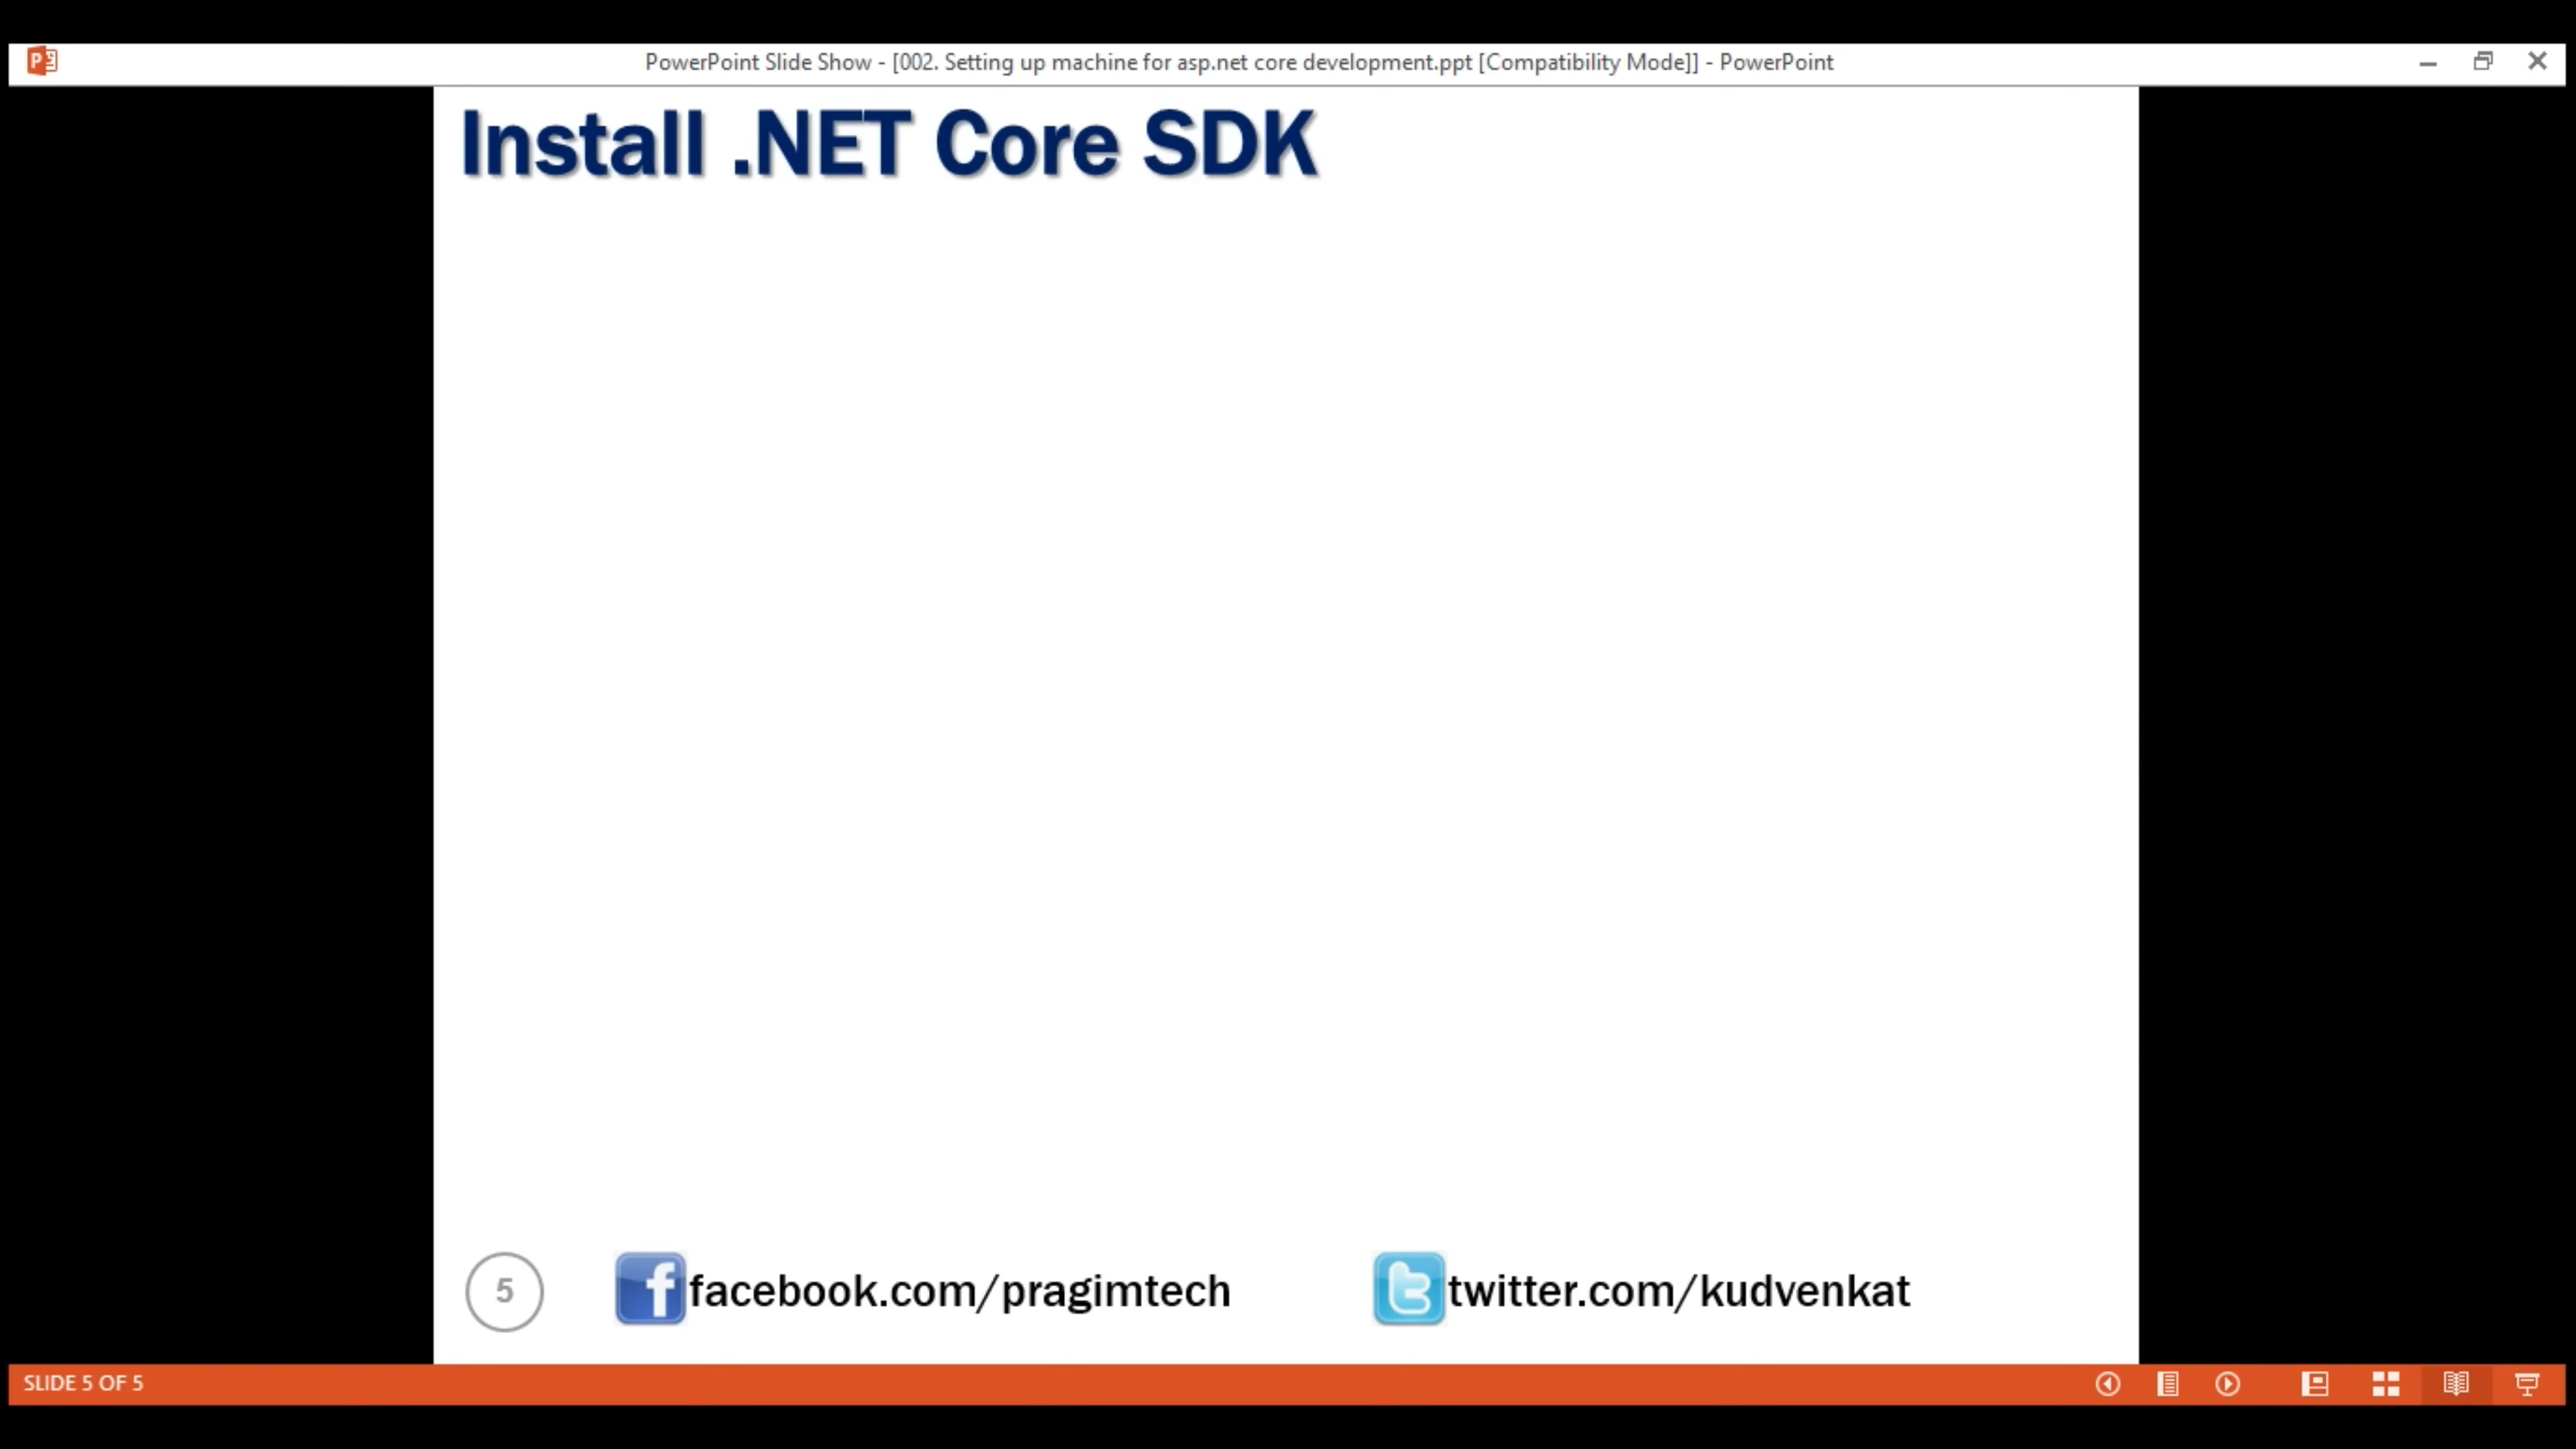 PowerPoint Slide Show - [002. Setting up machine for asp.net core development.ppt [Compatibility Mode]] - PowerPoint
Install .NET Core SDK
5
facebook.com/pragimtech
twitter.com/kudvenkat
SLIDE 5 OF 5